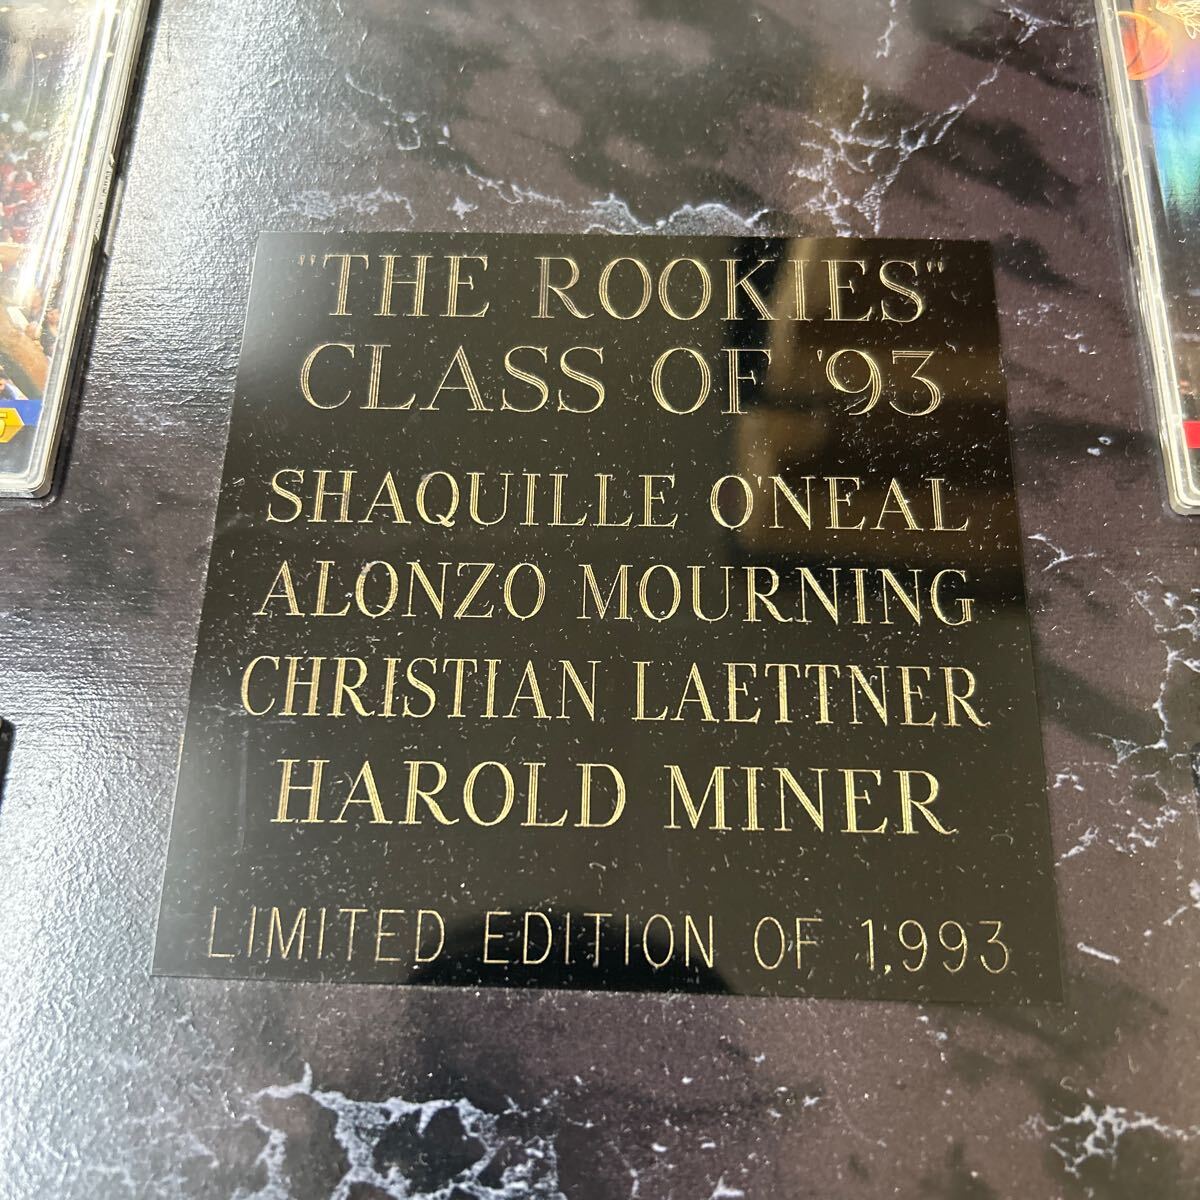 "THE ROOKIES"
CLASS OF '93
SHAQUILLE O'NEAL
ALONZO MOURNING
CHRISTIAN LAETTNER
HAROLD MINER
LIMITED EDITION OF 1,993